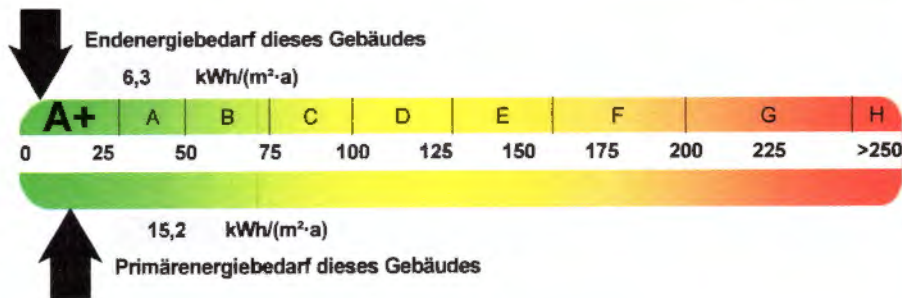 Endenergiebedarf dieses Gebäudes
6,3 kWh/(m²·a)
A+ A B C D E F G H
0 25 50 75 100 125 150 175 200 225 >250
15,2 kWh/(m²·a)
Primärenergiebedarf dieses Gebäudes